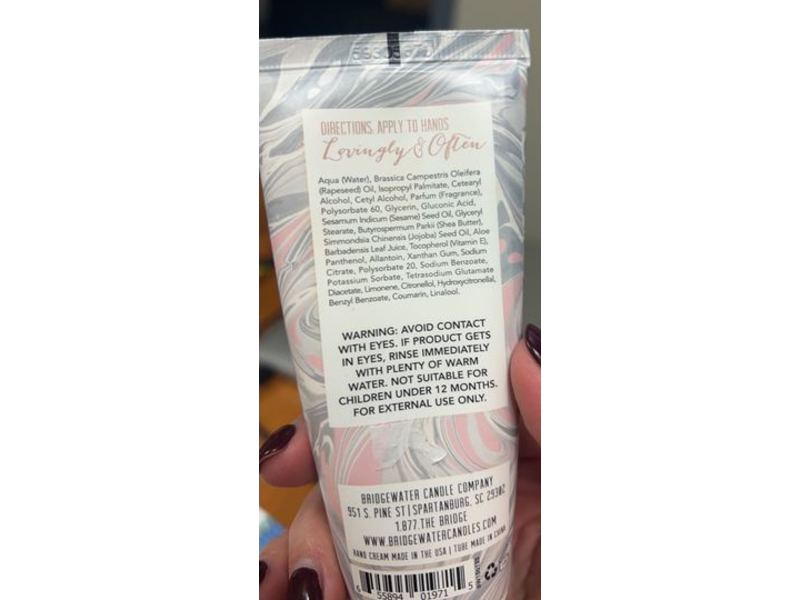 DIRECTIONS. APPLY TO HANDS
Lovingly & Often
Aqua (Water), Brassica Campestris Oleifera
(Rapeseed) Oil, Isopropyl Palmitate, Cetearyl
Alcohol, Cetyl Alcohol, Parfum (Fragrance),
Polysorbate 60, Glycerin, Gluconic Acid,
Sesamum Indicum (Sesame) Seed Oil, Glyceryl
Stearate, Butyrospermum Parkii (Shea Butter),
Simmondsia Chinensis (Jojoba) Seed Oil, Aloe
Barbadensis Leaf Juice, Tocopherol (Vitamin E),
Panthenol, Allantoin, Xanthan Gum, Sodium
Citrate, Polysorbate 20, Sodium Benzoate,
Potassium Sorbate, Tetrasodium Glutamate
Diacetate, Limonene, Citronellol, Hydroxycitronellal,
Benzyl Benzoate, Coumarin, Linalool.
WARNING: AVOID CONTACT
WITH EYES. IF PRODUCT GETS
IN EYES, RINSE IMMEDIATELY
WITH PLENTY OF WARM
WATER. NOT SUITABLE FOR
CHILDREN UNDER 12 MONTHS.
FOR EXTERNAL USE ONLY.
BRIDGEWATER CANDLE COMPANY
951 S. PINE ST | SPARTANBURG, SC 29302
1.877.THE BRIDGE
WWW.BRIDGEWATERCANDLES.COM
HAND CREAM MADE IN THE USA | TUBE MADE IN CHINA
6 55894 01971 5